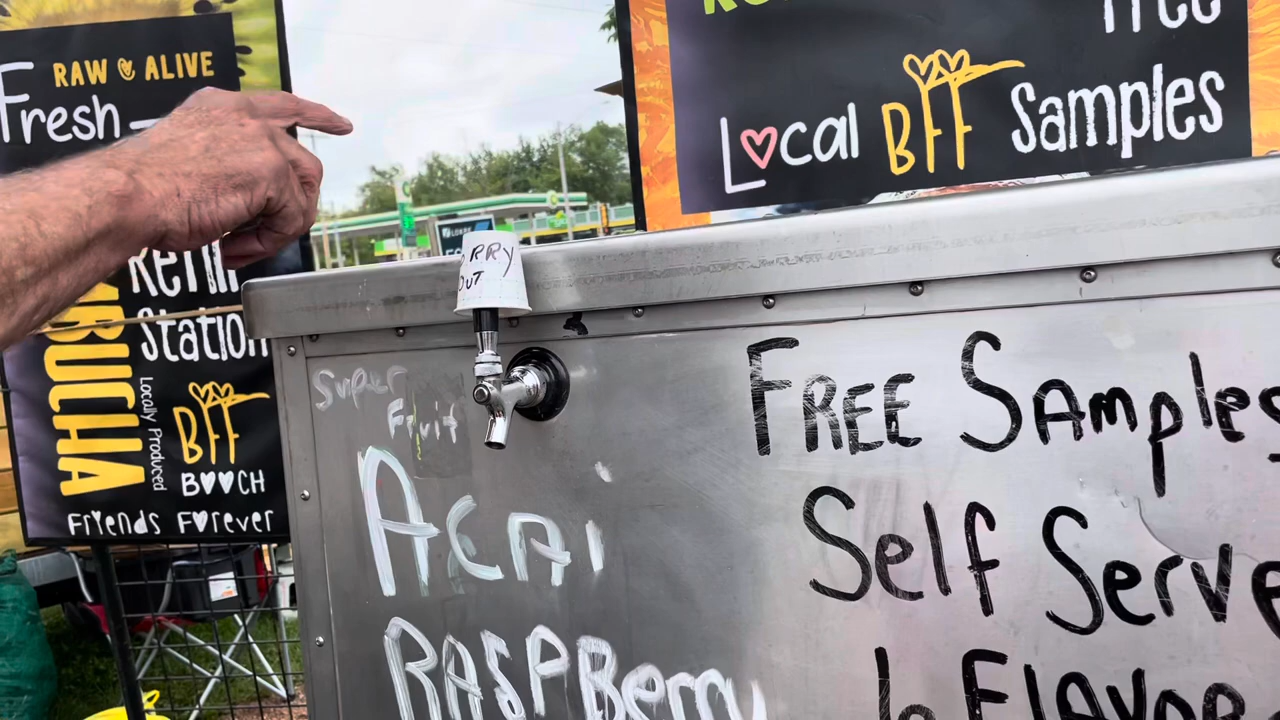 RAW ALIVE
Fresh
Station
BUCHA
Locally Produced
BFF
BOOCH
Friends Forever
Free
Local BFF Samples
RRY
OUT
Super
Fruit
ACAi
RASPBerry
FREE Samples
Self Serve